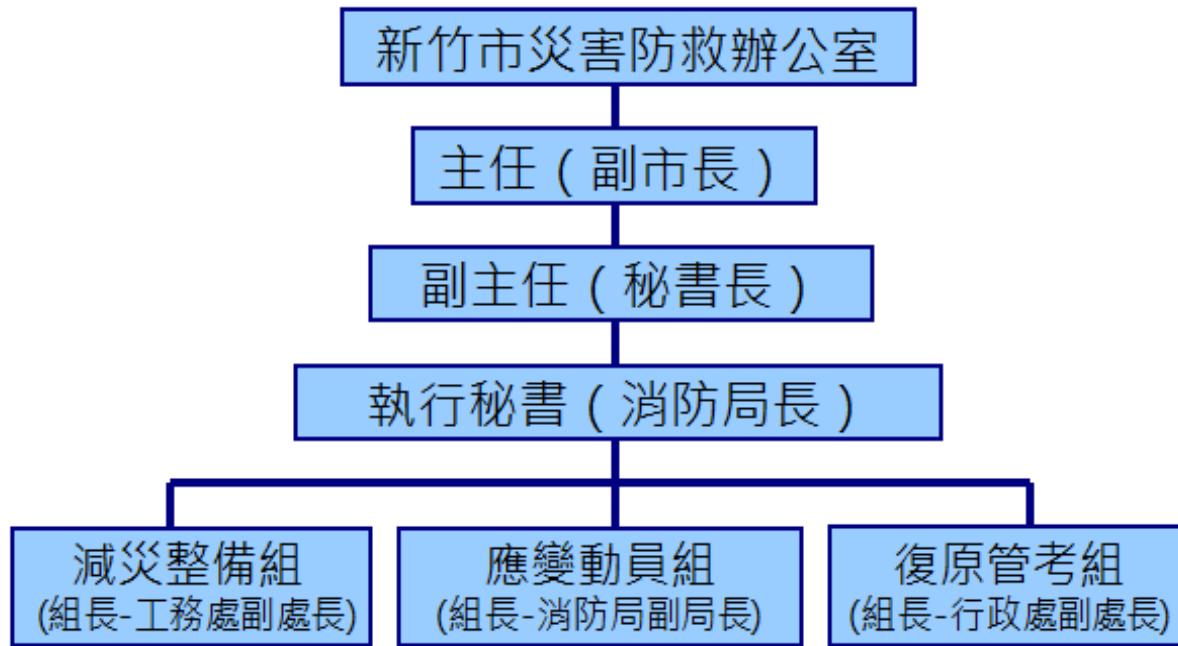 新竹市災害防救辦公室
主任（副市長）
副主任（秘書長）
執行秘書（消防局長）
減災整備組
(組長-工務處副處長)
應變動員組
(組長-消防局副局長)
復原管考組
(組長-行政處副處長)